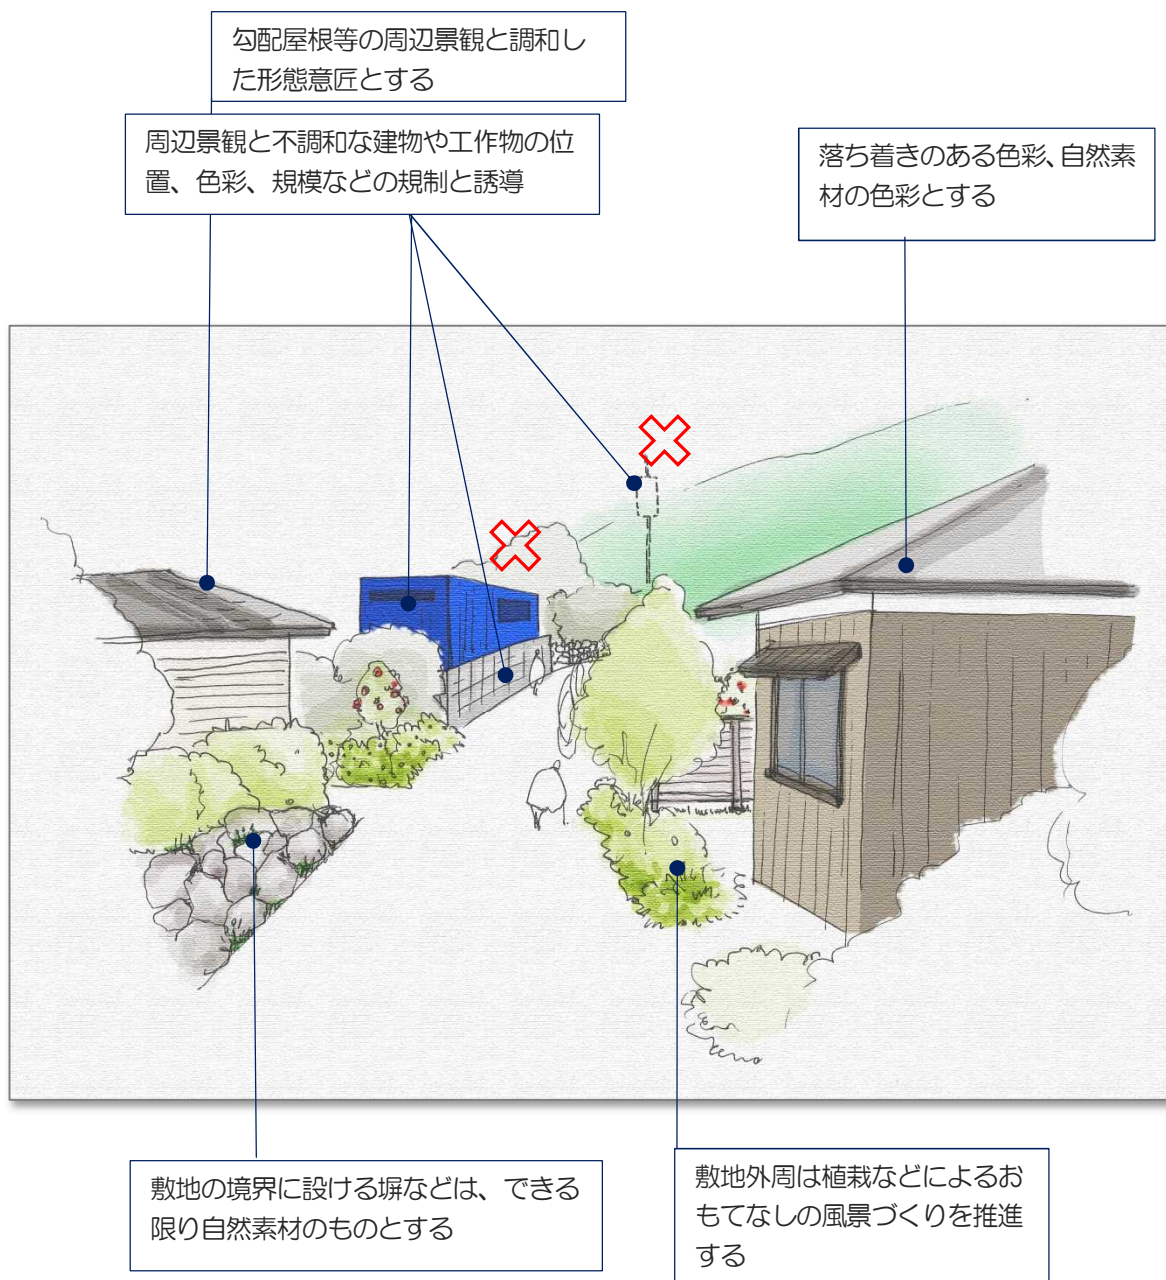 勾配屋根等の周辺景観と調和し
た形態意匠とする
周辺景観と不調和な建物や工作物の位
置、色彩、規模などの規制と誘導
落ち着きのある色彩、自然素
材の色彩とする
敷地の境界に設ける塀などは、できる
限り自然素材のものとする
敷地外周は植栽などによるお
もてなしの風景づくりを推進
する